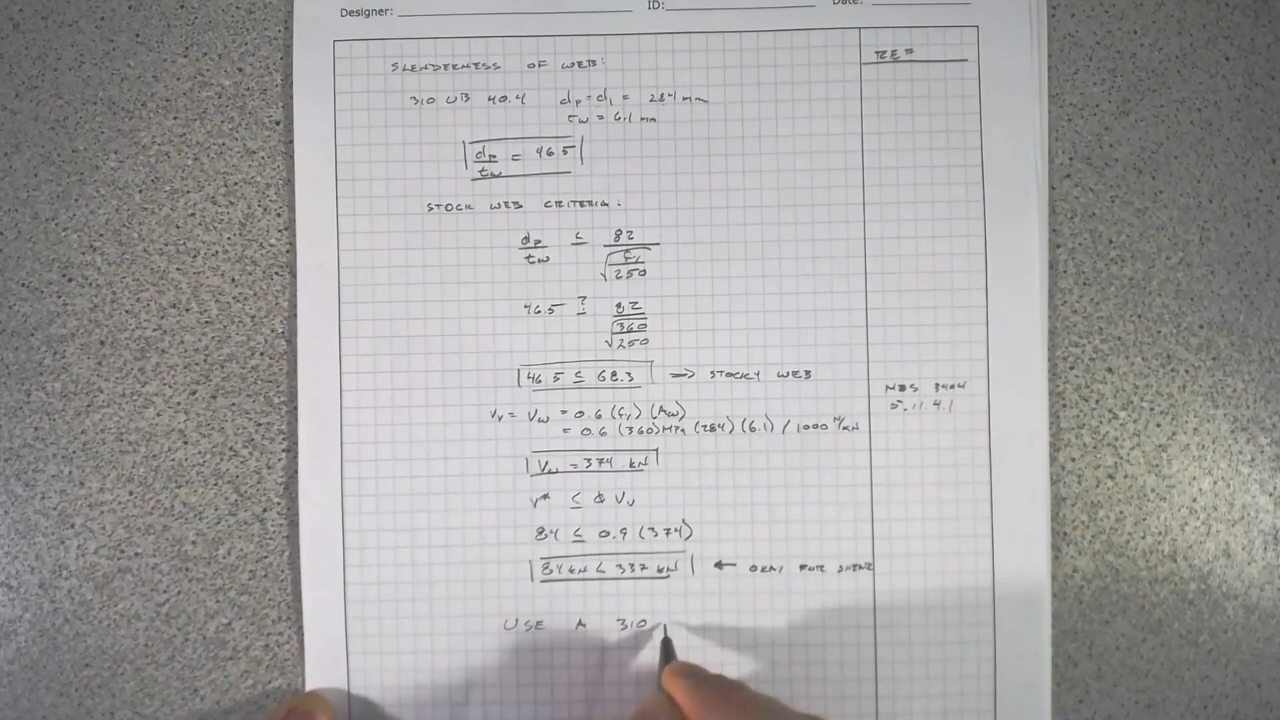 Designer: ID: Date:
REF
SLENDERNESS OF WEB:
310 UB 40.4 dp = d1 = 284 mm
tw = 6.1 mm
dp/tw = 46.5
STOCK WEB CRITERIA:
dp/tw ≤ 82/√(fy/250)
46.5 ≤? 82/√(360/250)
46.5 ≤ 68.3 => STOCKY WEB
NZS 3404
5.11.4.1
Vv = Vw = 0.6 (fy) (Aw)
= 0.6 (360)MPa (284) (6.1) / 1000 N/kN
Vw = 374 kN
V* ≤ φ Vv
84 ≤ 0.9 (374)
84 kN < 337 kN ← OKAY FOR SHEAR
USE A 310